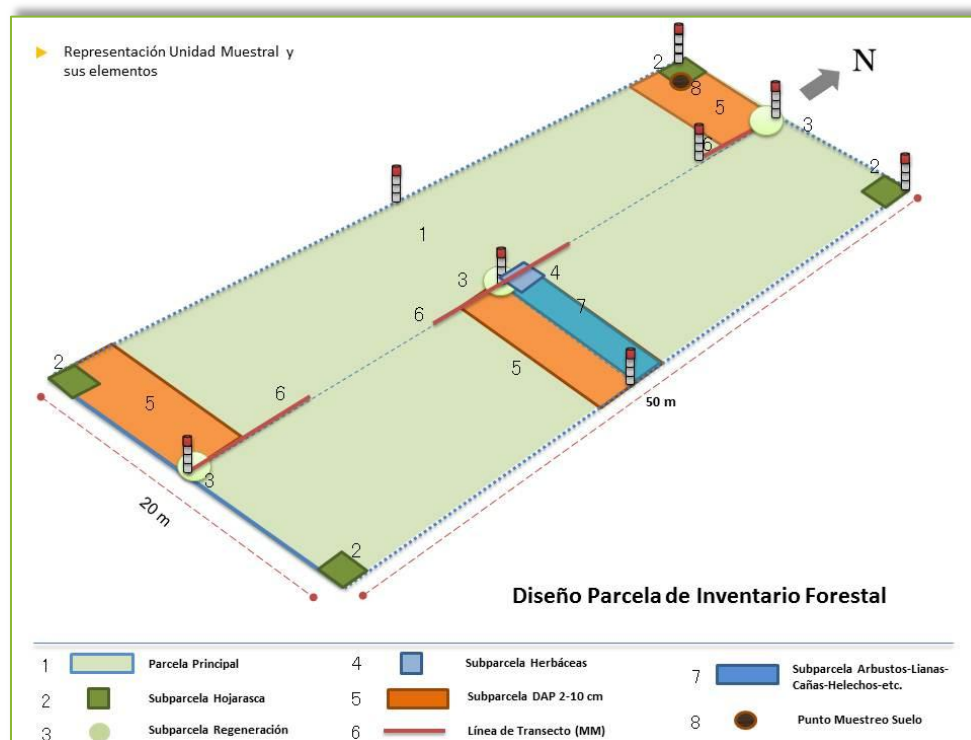 Representación Unidad Muestral y
sus elementos
N
2
8
5
3
6
2
1
3
4
6
7
5
50 m
2
5
6
3
20 m
2
Diseño Parcela de Inventario Forestal
1 Parcela Principal
2 Subparcela Hojarasca
3 Subparcela Regeneración
4 Subparcela Herbáceas
5 Subparcela DAP 2-10 cm
6 Línea de Transecto (MM)
7 Subparcela Arbustos-Lianas-
Cañas-Helechos-etc.
8 Punto Muestreo Suelo